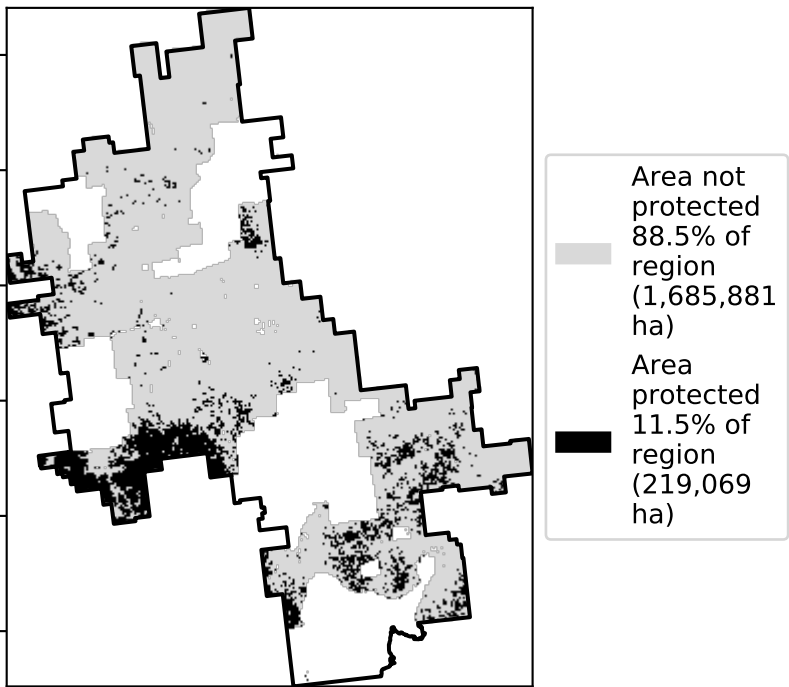 Area not
protected
88.5% of
region
(1,685,881
ha)
Area
protected
11.5% of
region
(219,069
ha)